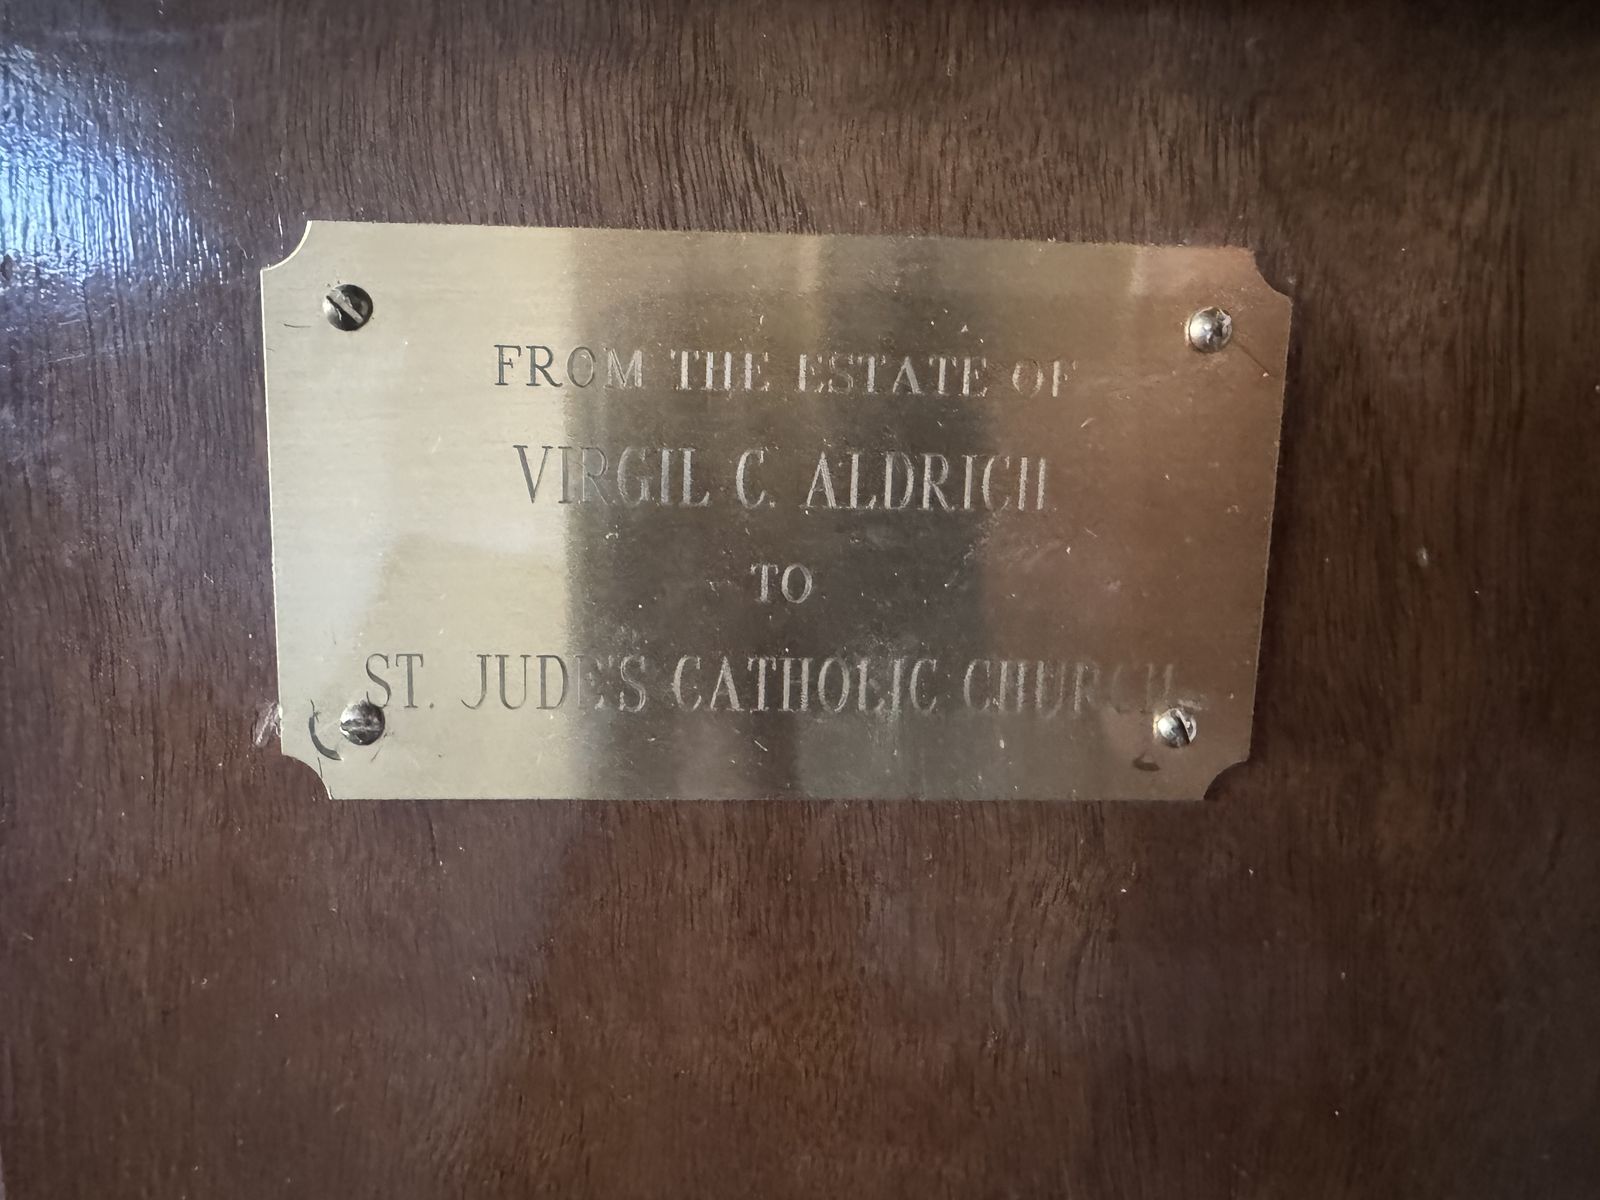 FROM THE ESTATE OF
VIRGIL C. ALDRICH
TO
ST. JUDE'S CATHOLIC CHURCH